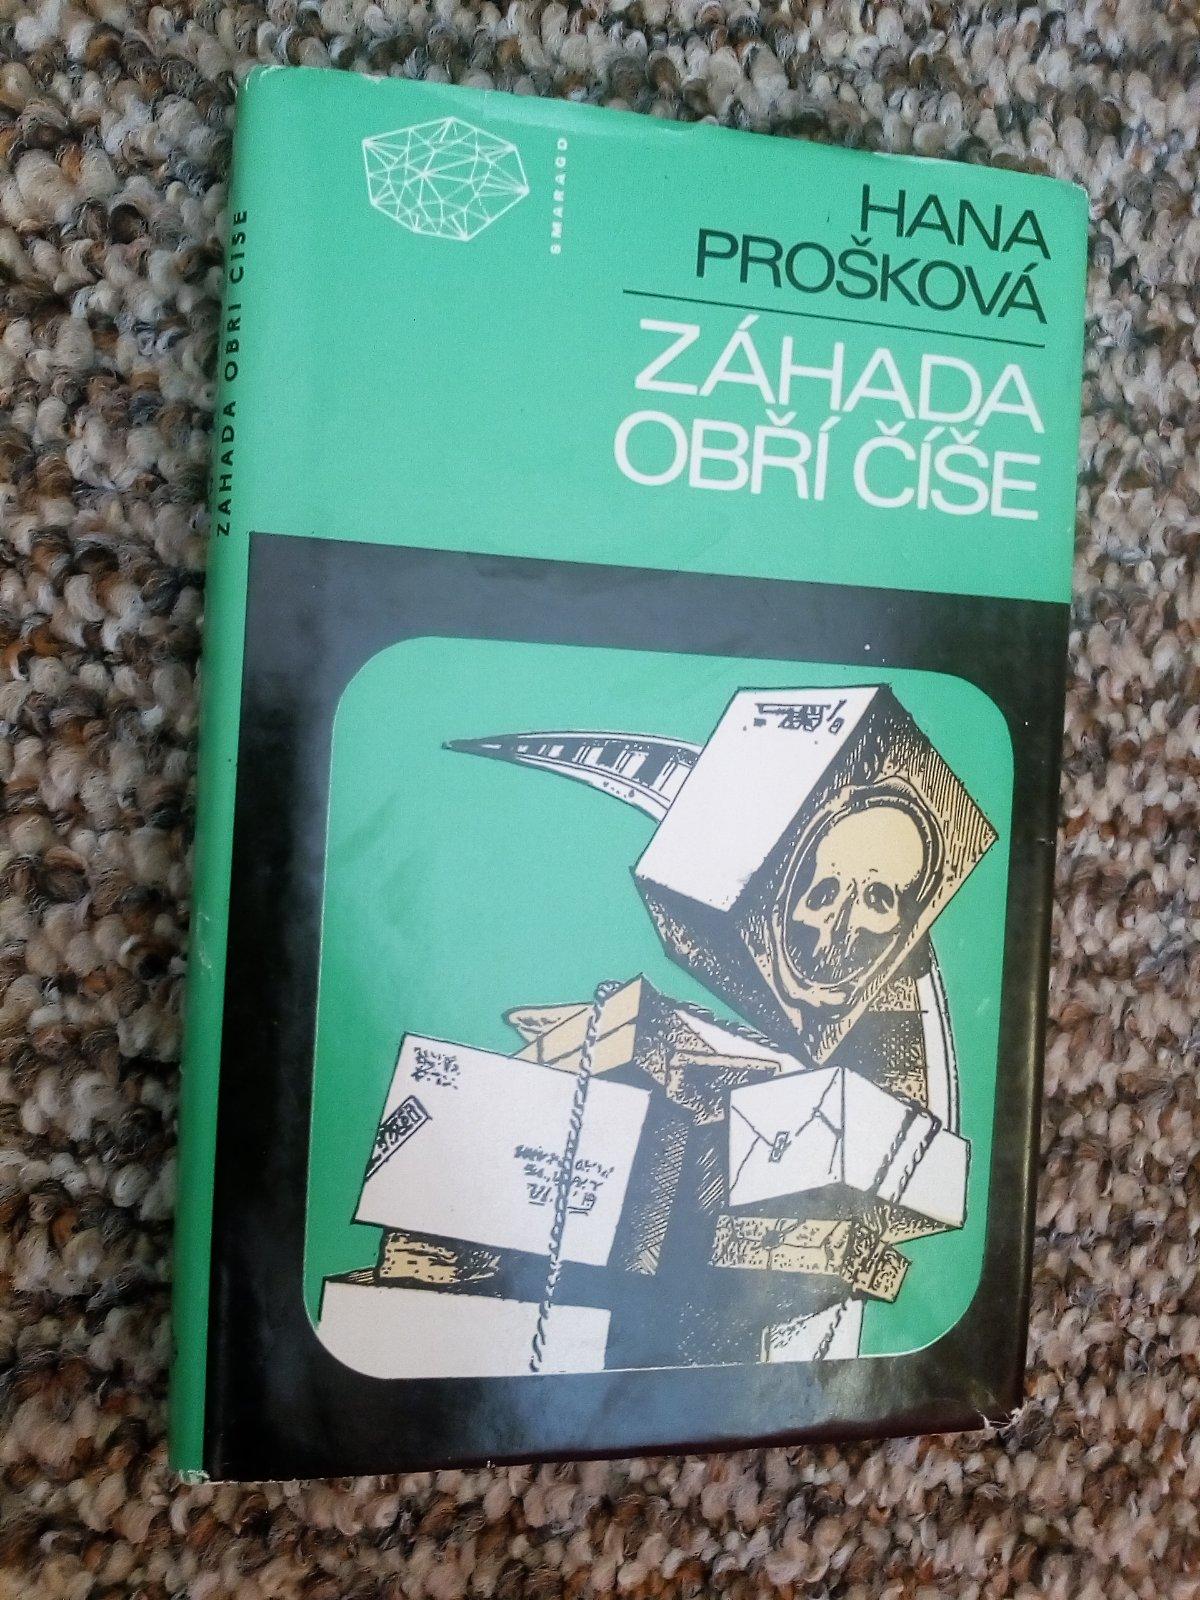 SMARAGD
HANA
PROŠKOVÁ
ZÁHADA
OBŘÍ ČÍŠE
ZÁHADA OBŘÍ ČÍŠE